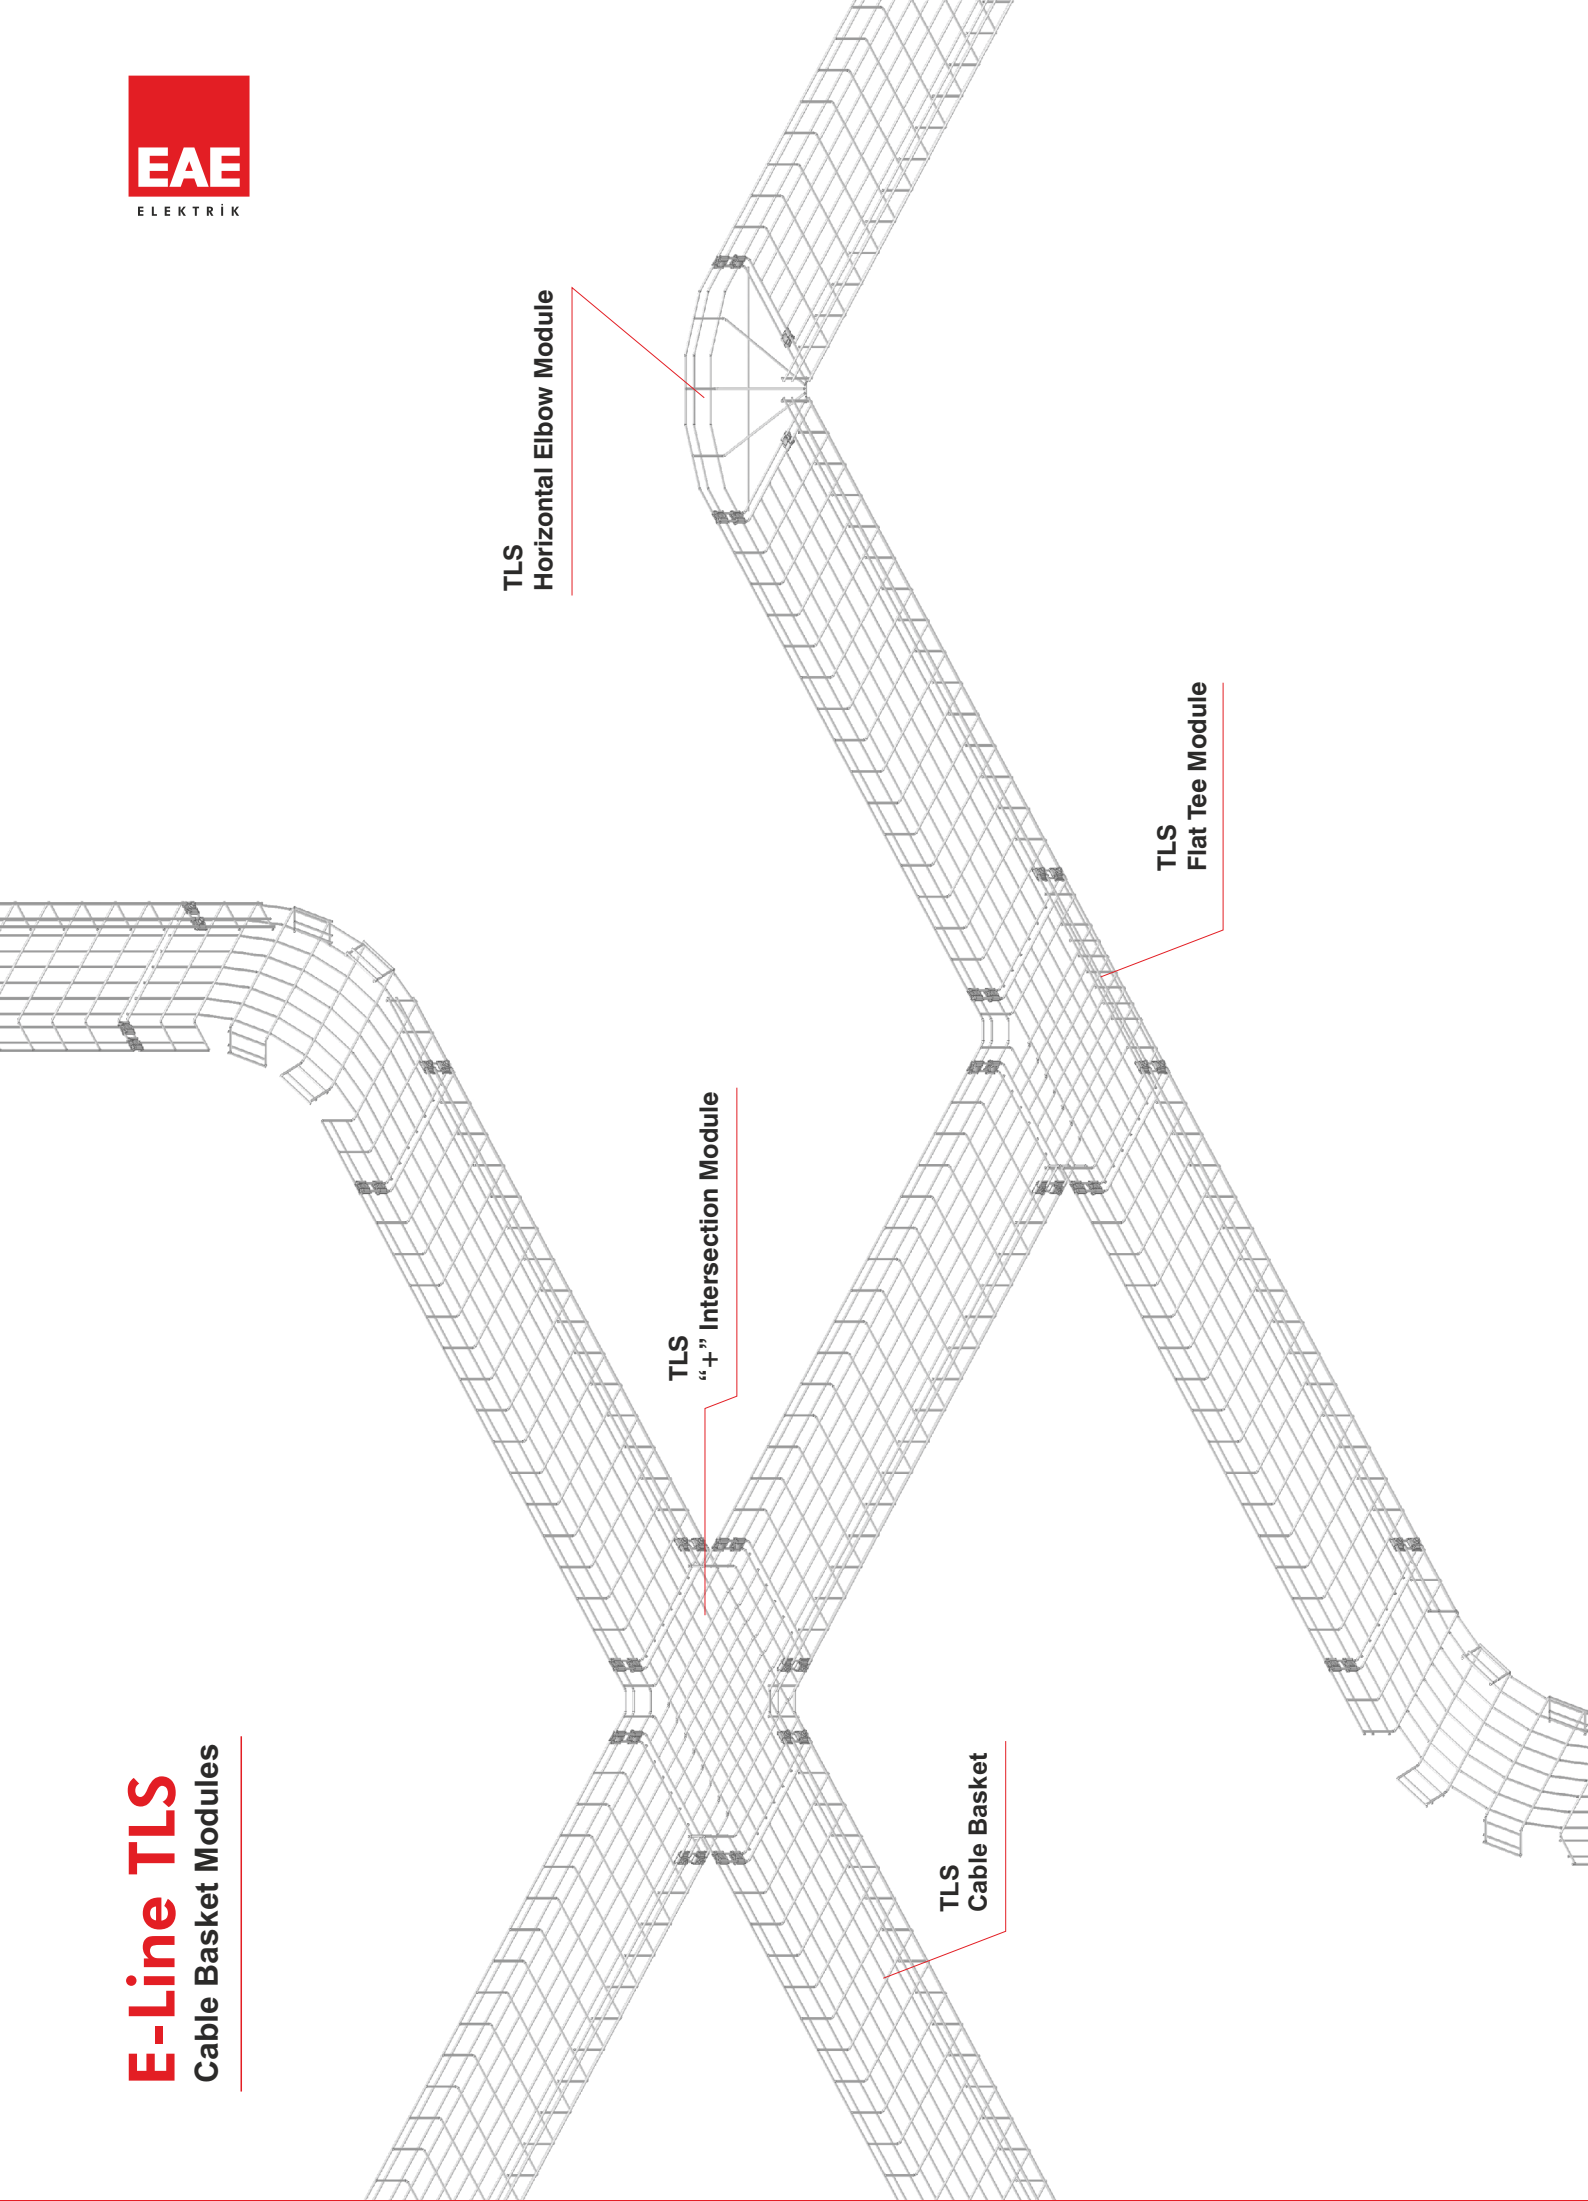 EAE
ELEKTRİK
E-Line TLS
Cable Basket Modules
TLS
Horizontal Elbow Module
TLS
"+" Intersection Module
TLS
Flat Tee Module
TLS
Cable Basket